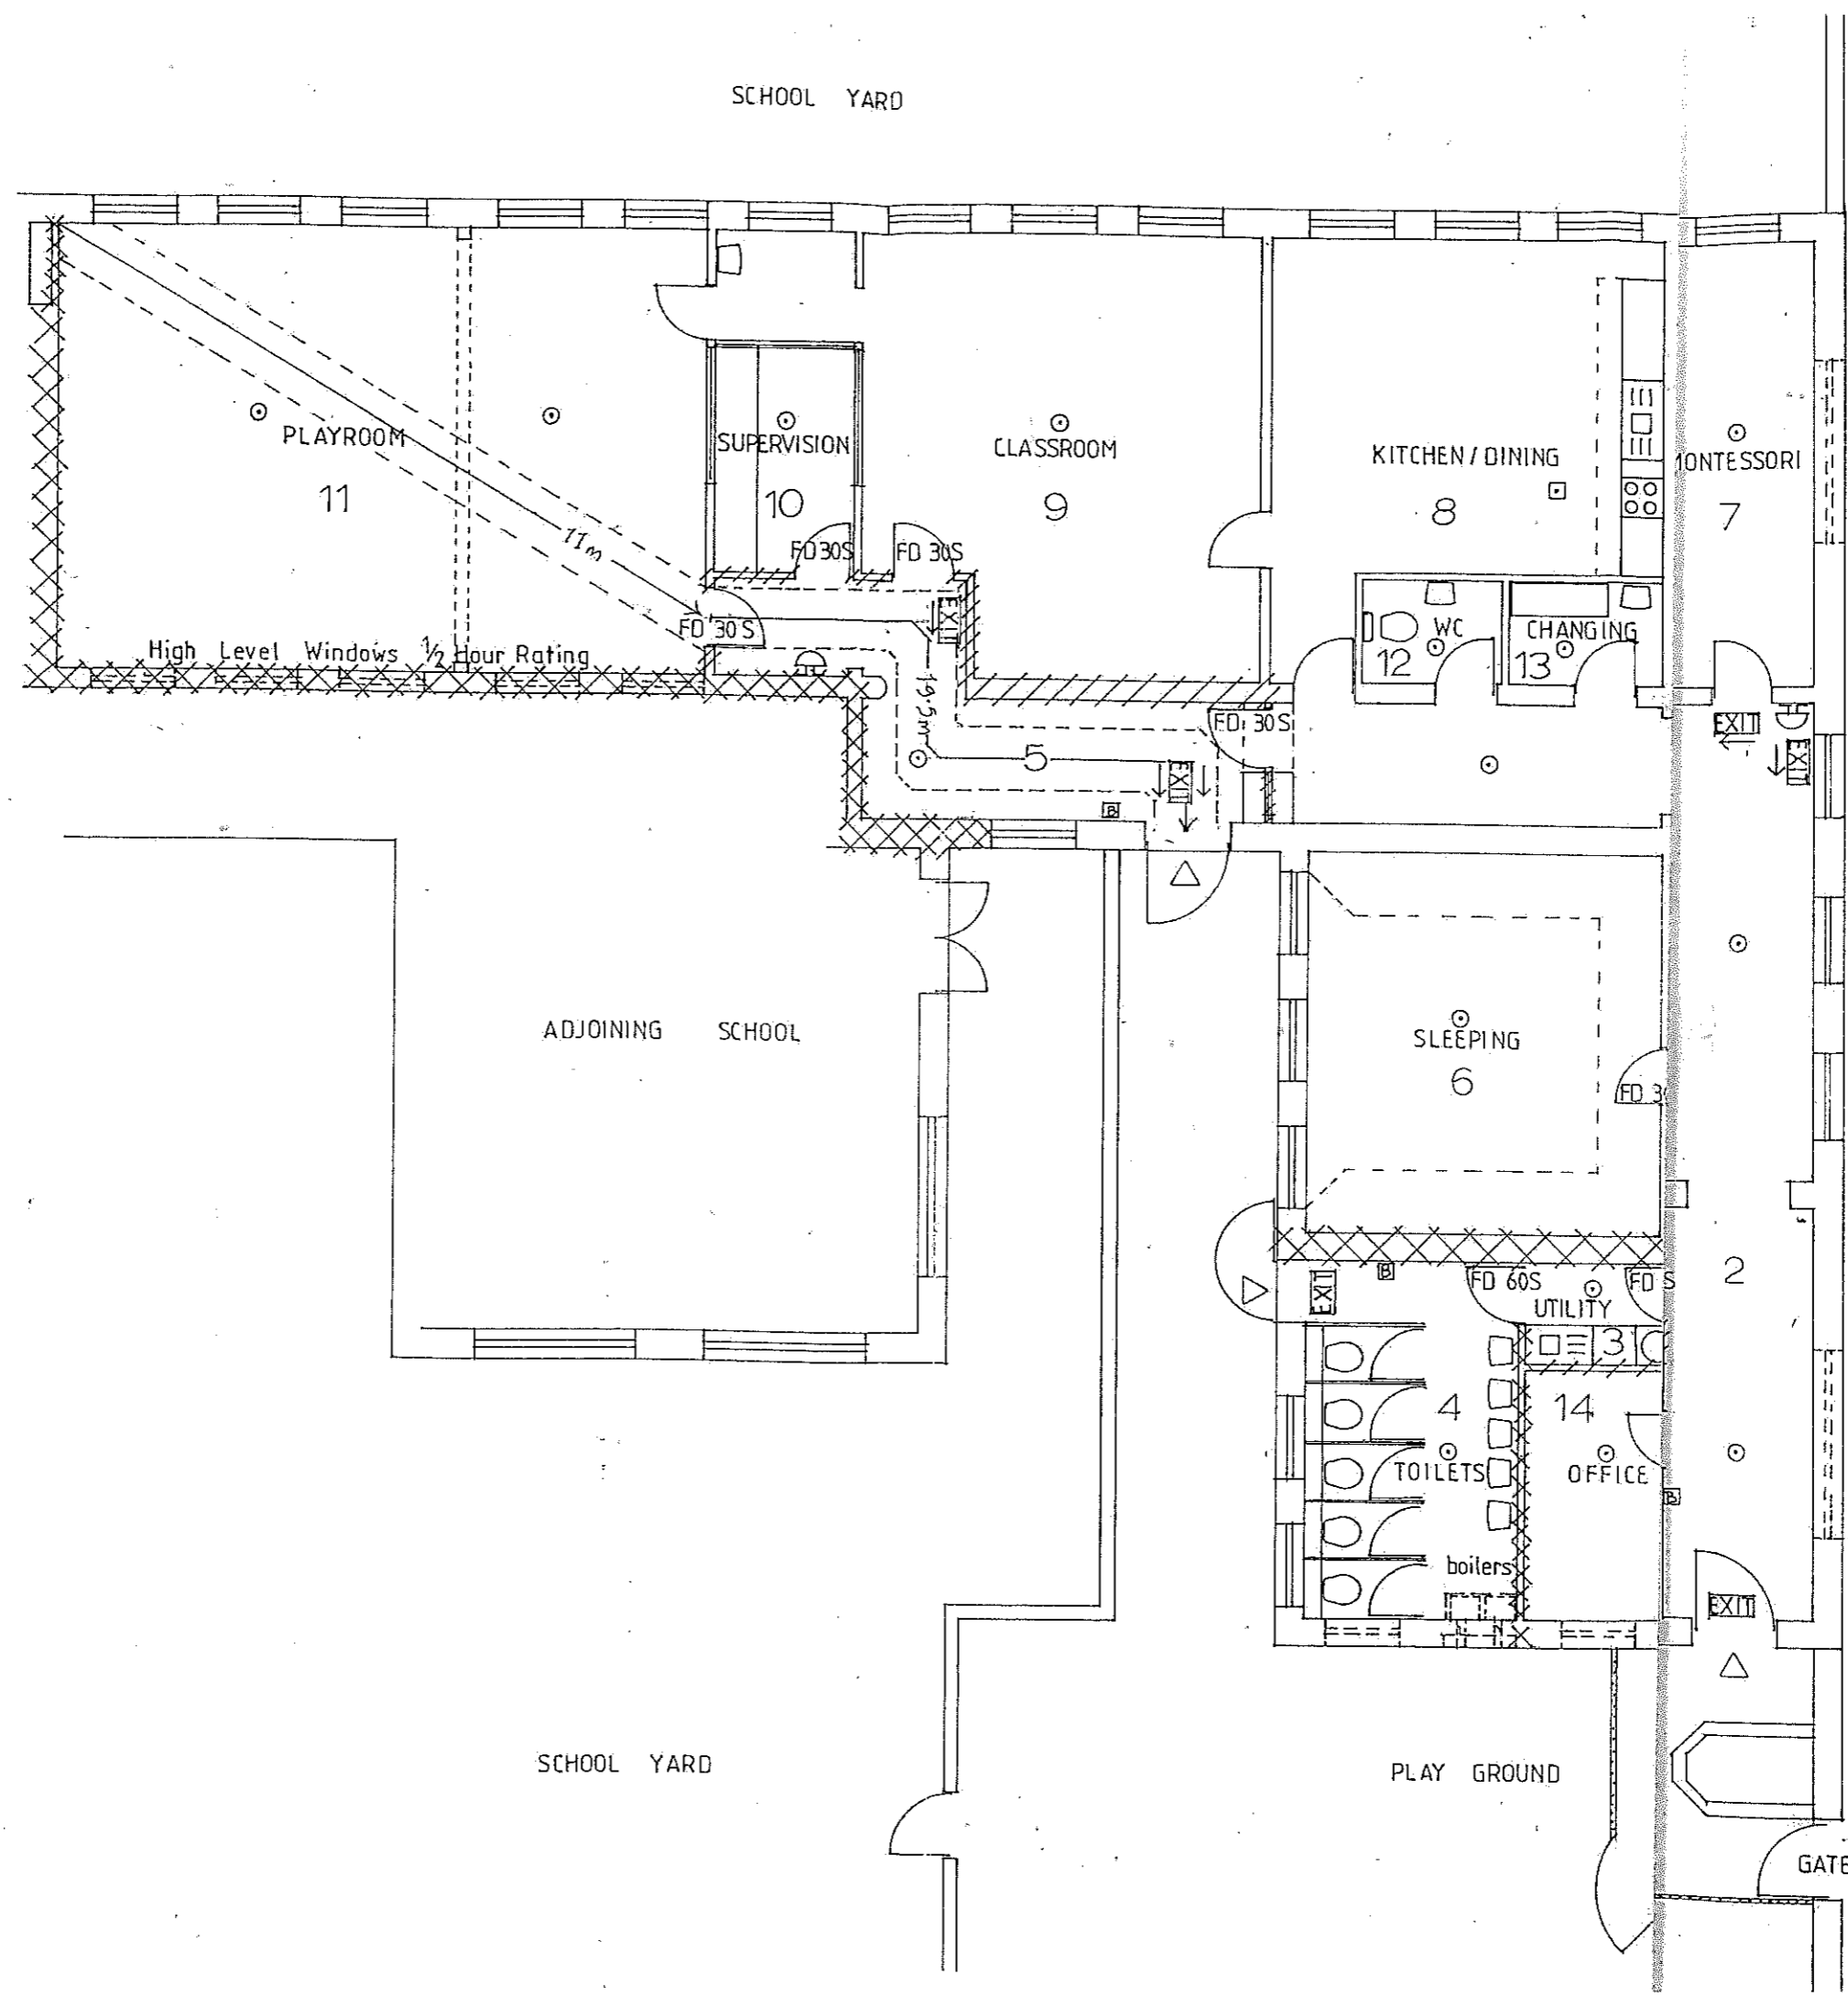 SCHOOL YARD
PLAYROOM
11
SUPERVISION
10
CLASSROOM
9
KITCHEN / DINING
8
MONTESSORI
7
11m
FD 30S
FD 30S
FD 30S
EXIT
High Level Windows ½ Hour Rating
WC
12
CHANGING
13
19·5m
5
FD 30S
EXIT
EXIT
EXIT
B
ADJOINING SCHOOL
SLEEPING
6
FD 3
2
EXIT
B
FD 60S
FD S
UTILITY
3
4
14
TOILETS
OFFICE
B
boilers
EXIT
SCHOOL YARD
PLAY GROUND
GATE